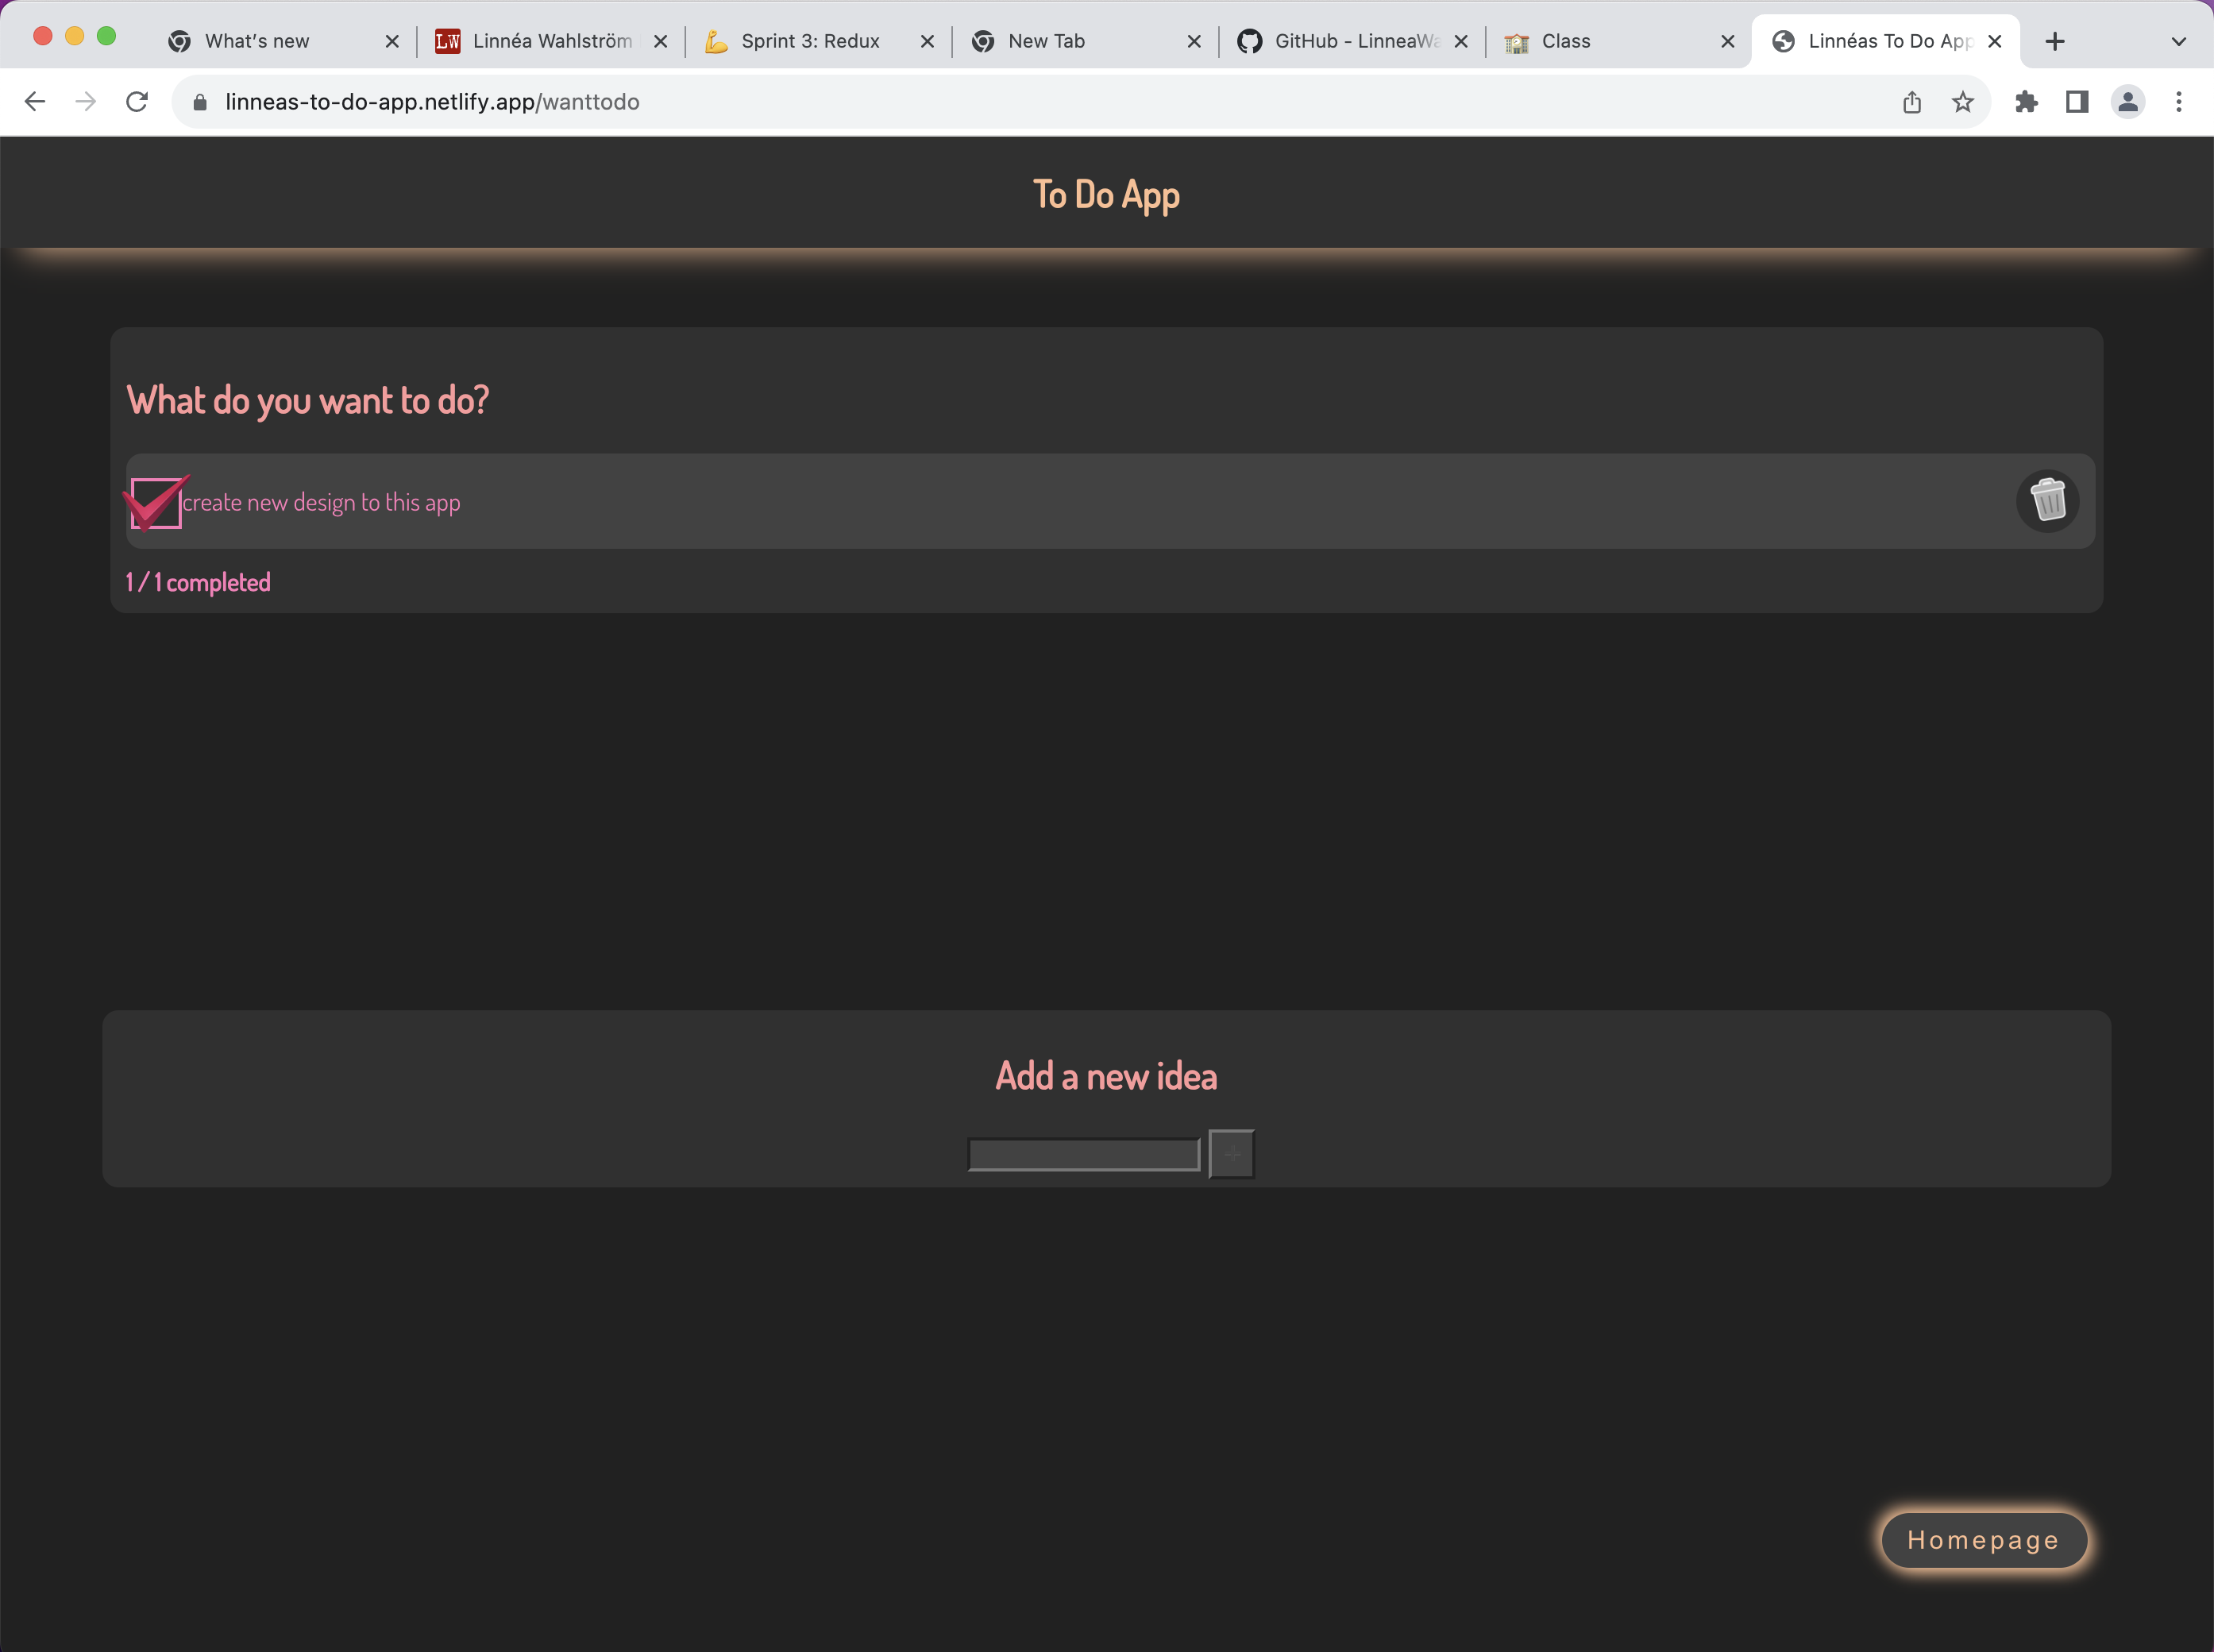 What's new
LW Linnéa Wahlström
Sprint 3: Redux
New Tab
GitHub - LinneaWa
Class
Linnéas To Do App
linneas-to-do-app.netlify.app/wanttodo
To Do App
What do you want to do?
create new design to this app
1 / 1 completed
Add a new idea
+
Homepage